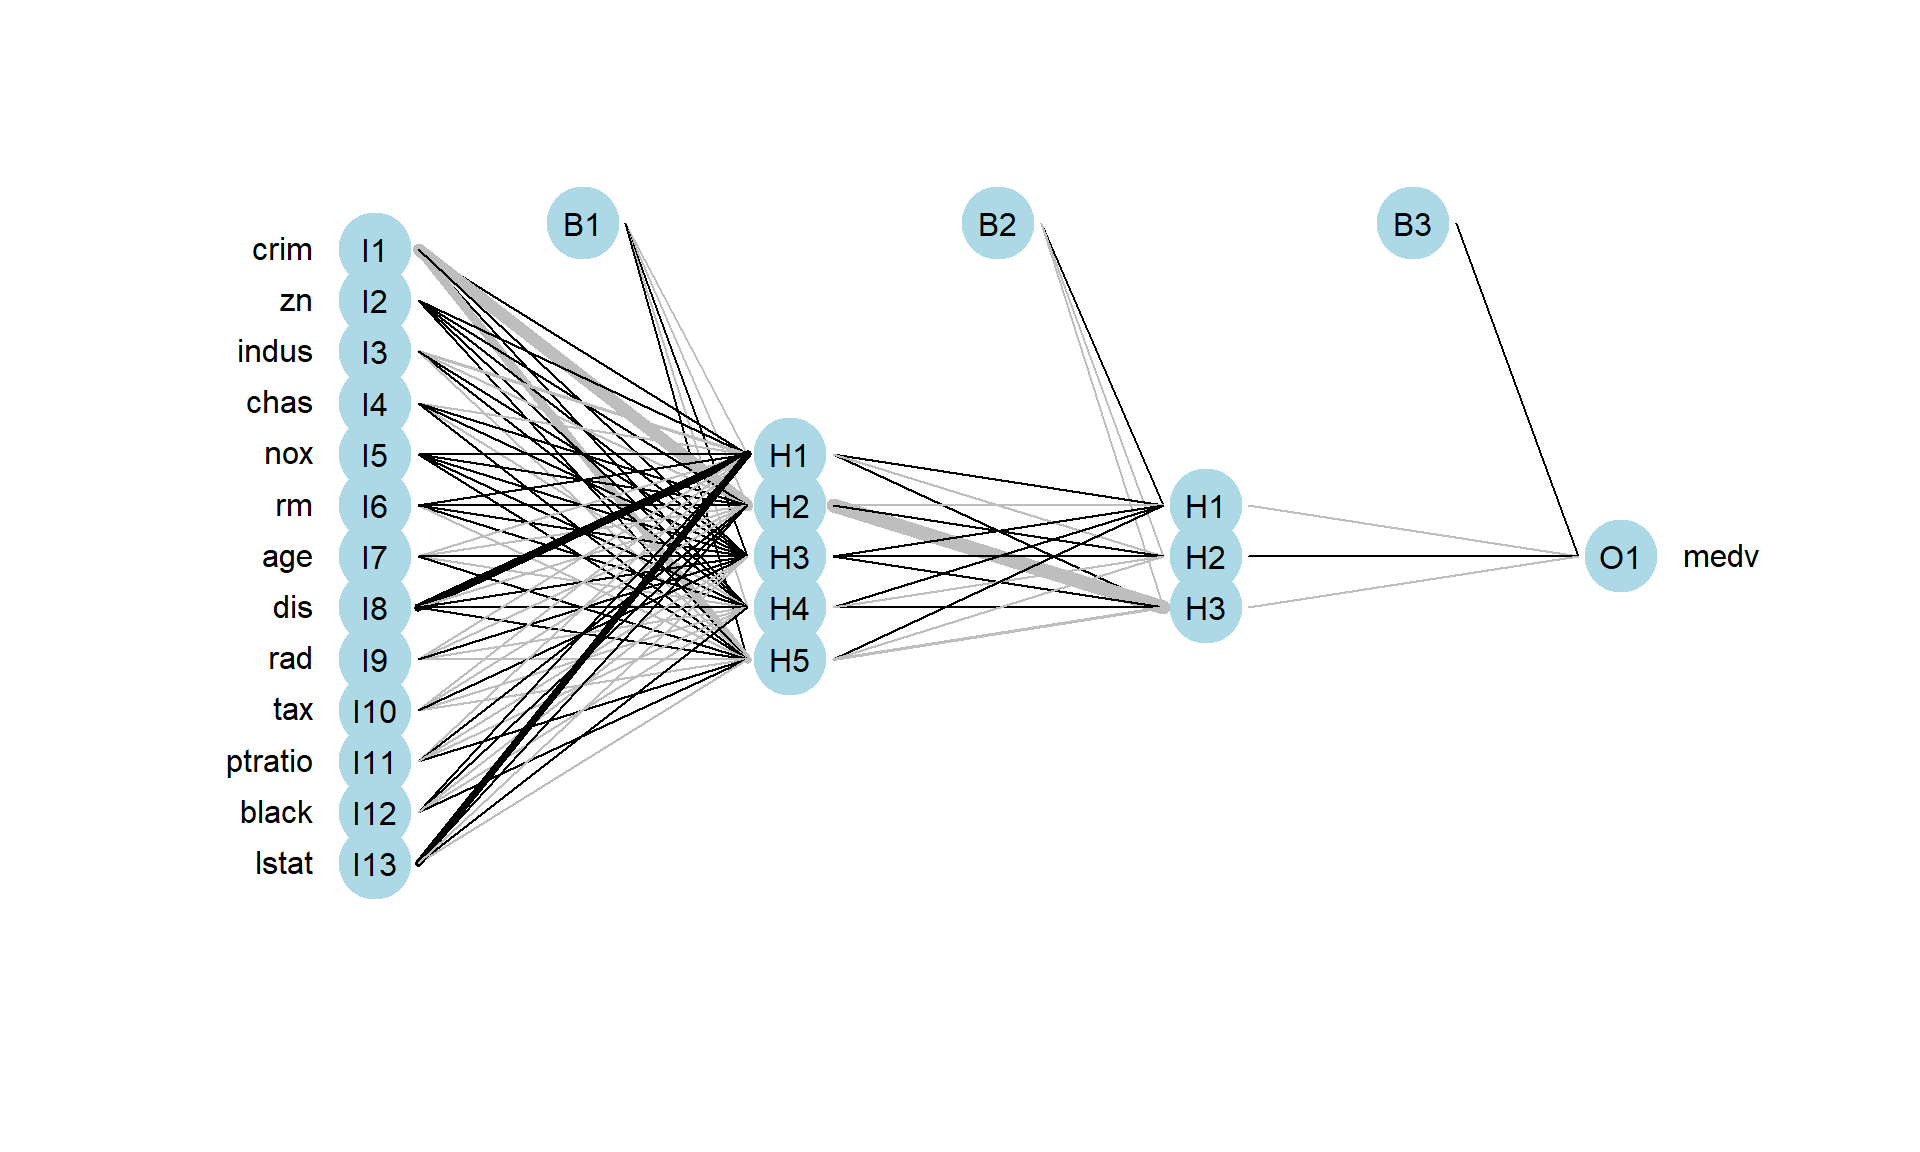 B1 B2 B3
crim I1
zn I2
indus I3
chas I4
nox I5 H1
rm I6 H2 H1
age I7 H3 H2 O1 medv
dis I8 H4 H3
rad I9 H5
tax I10
ptratio I11
black I12
lstat I13